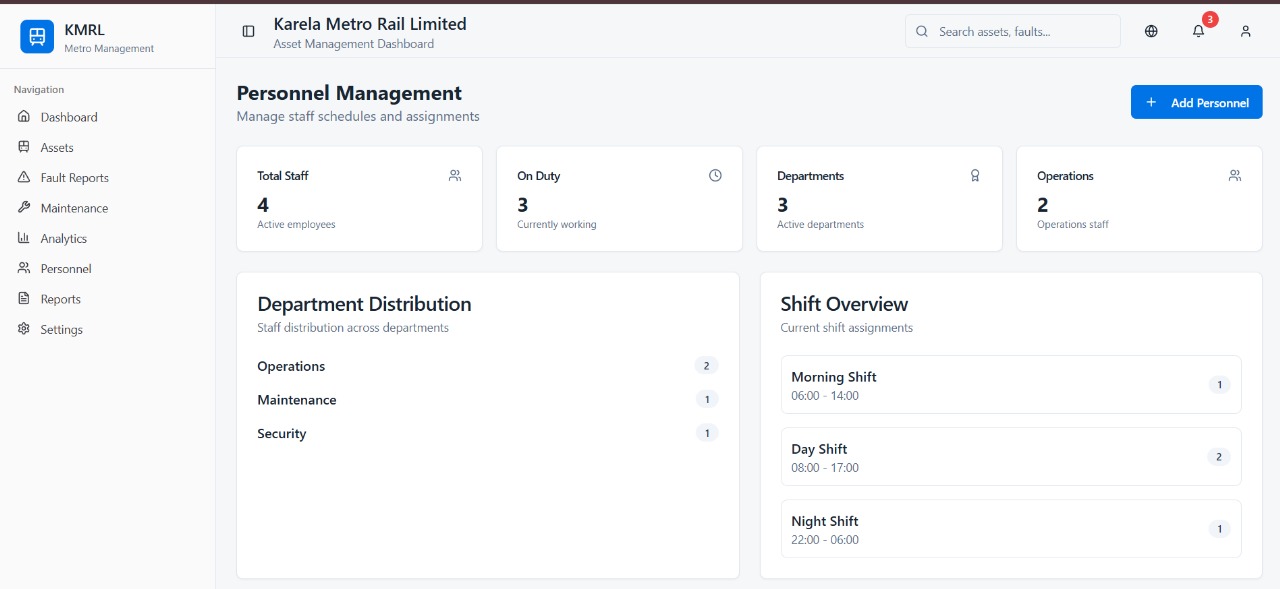 KMRL
Metro Management
Navigation
Dashboard
Assets
Fault Reports
Maintenance
Analytics
Personnel
Reports
Settings
Karela Metro Rail Limited
Asset Management Dashboard
Search assets, faults...
3
Personnel Management
Manage staff schedules and assignments
+ Add Personnel
Total Staff
4
Active employees
On Duty
3
Currently working
Departments
3
Active departments
Operations
2
Operations staff
Department Distribution
Staff distribution across departments
Operations 2
Maintenance 1
Security 1
Shift Overview
Current shift assignments
Morning Shift
06:00 - 14:00
1
Day Shift
08:00 - 17:00
2
Night Shift
22:00 - 06:00
1